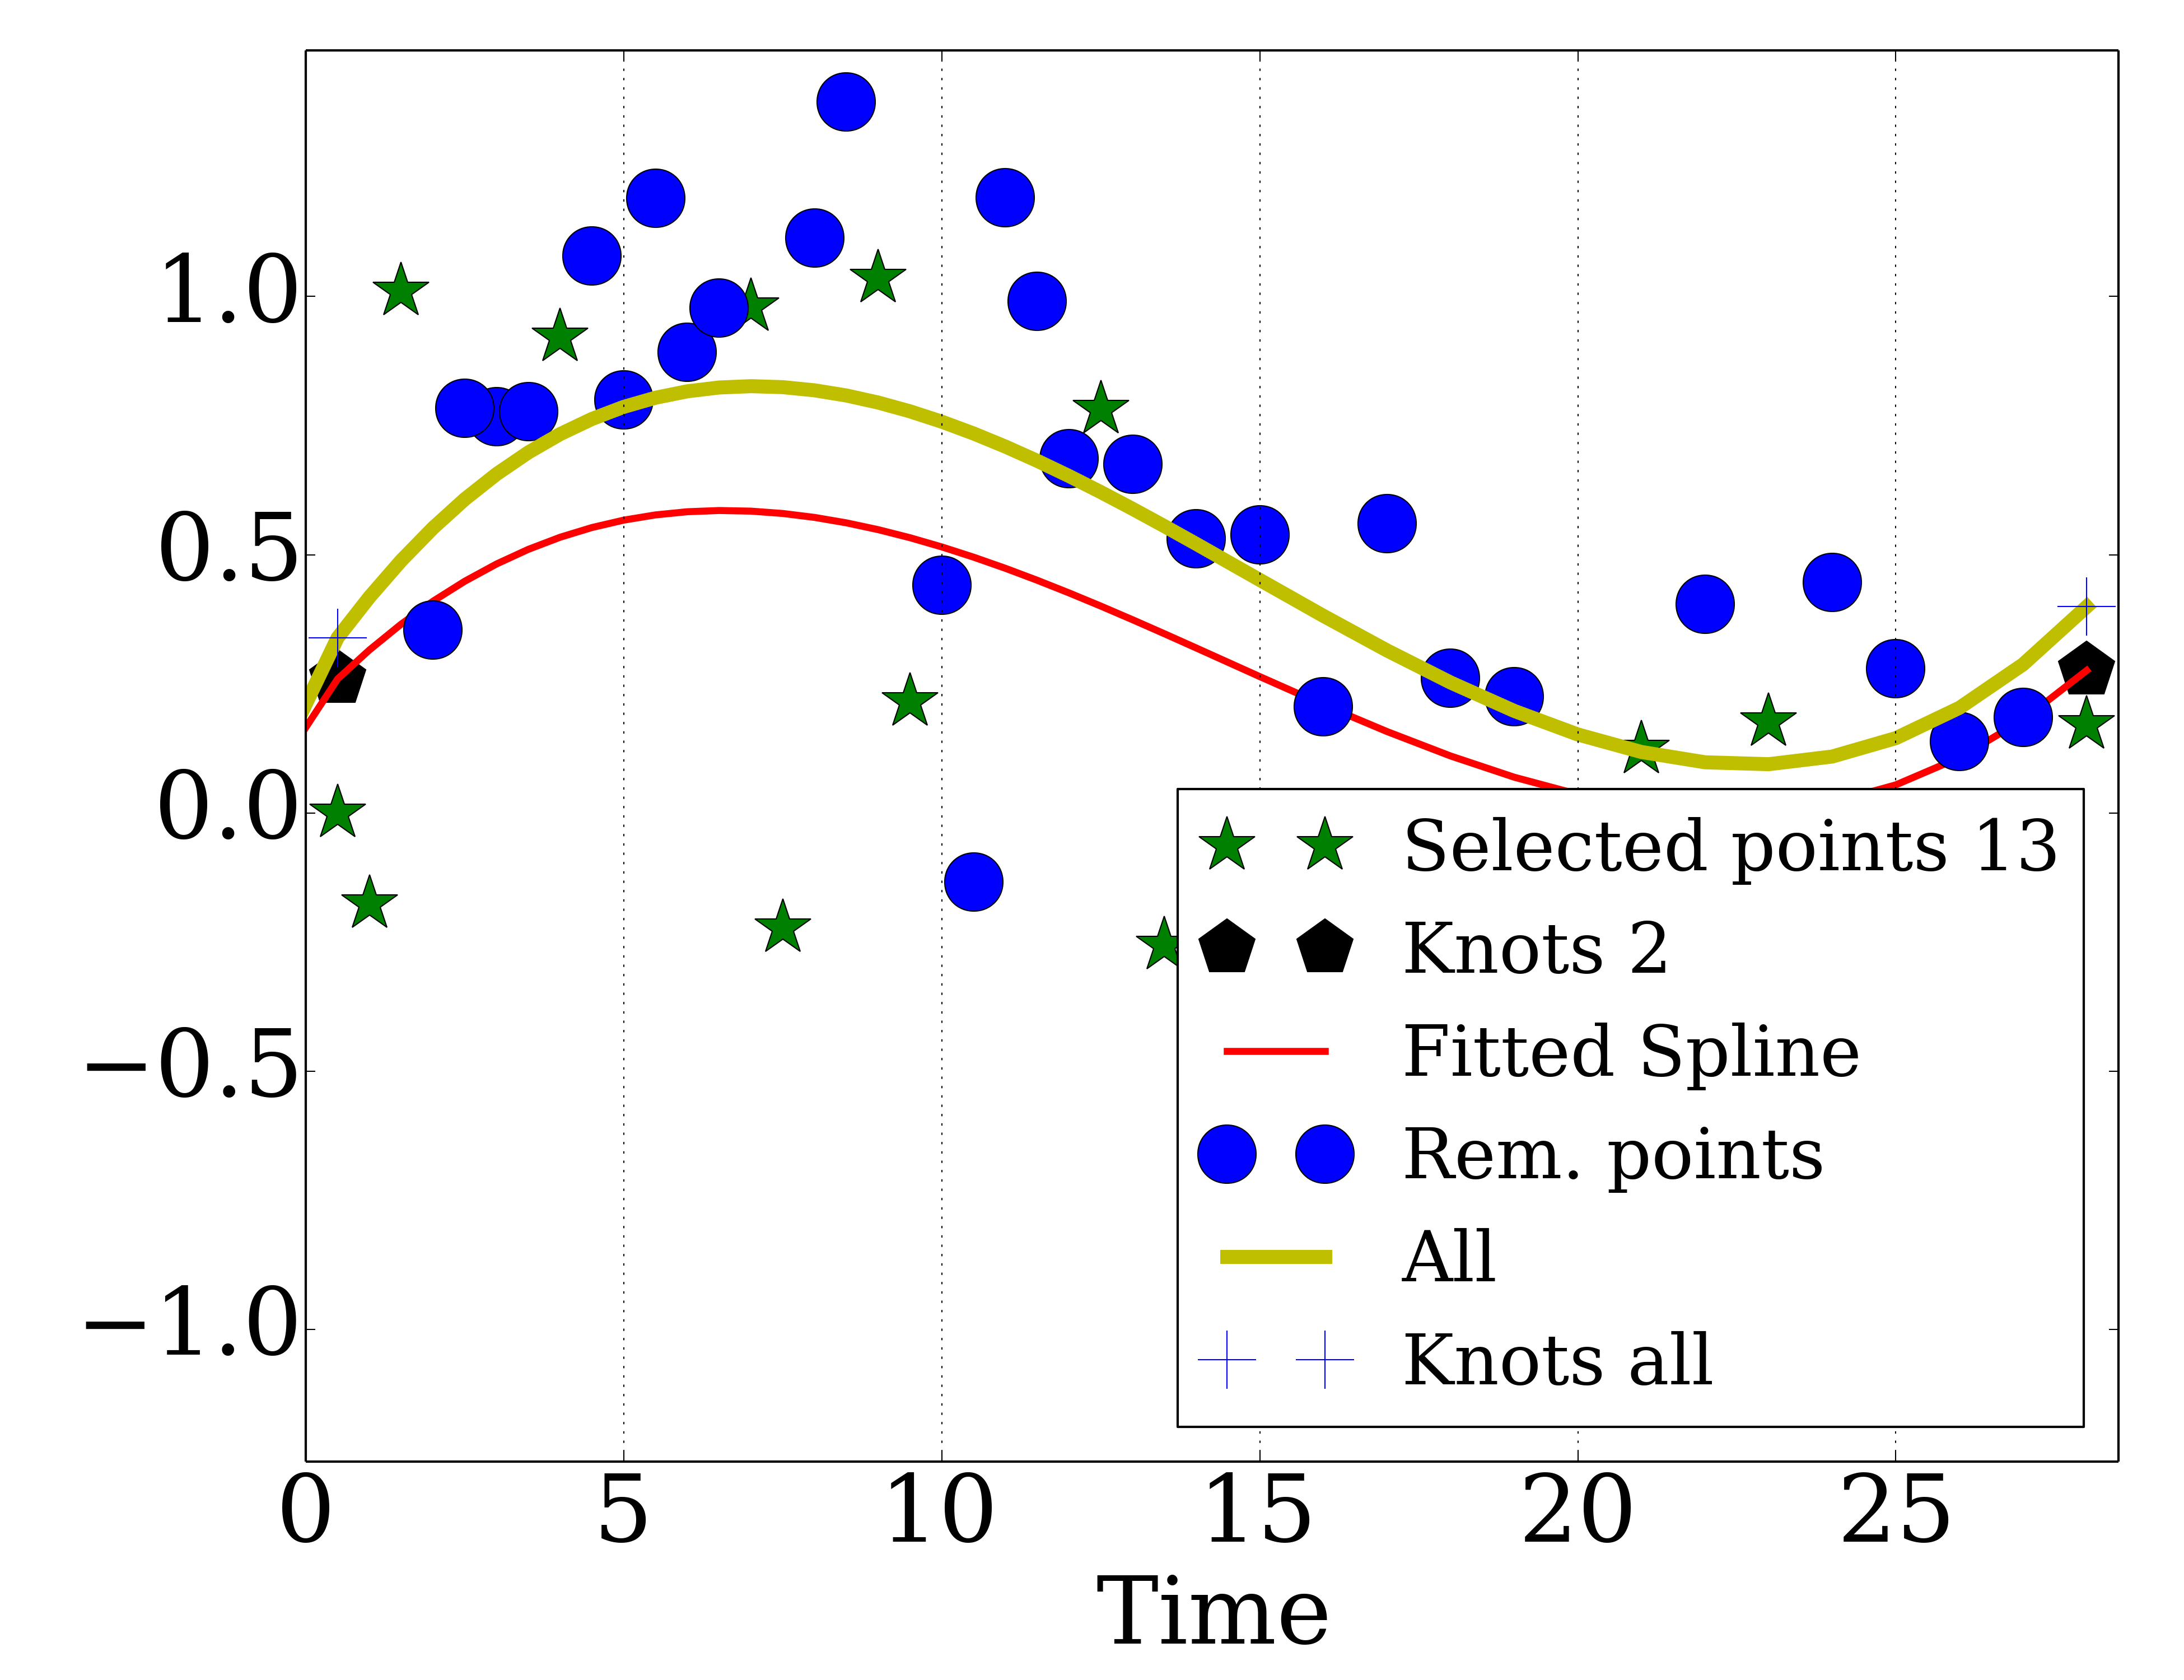 1.0
0.5
0.0
−0.5
−1.0
Selected points 13
Knots 2
Fitted Spline
Rem. points
All
Knots all
0 5 10 15 20 25
Time